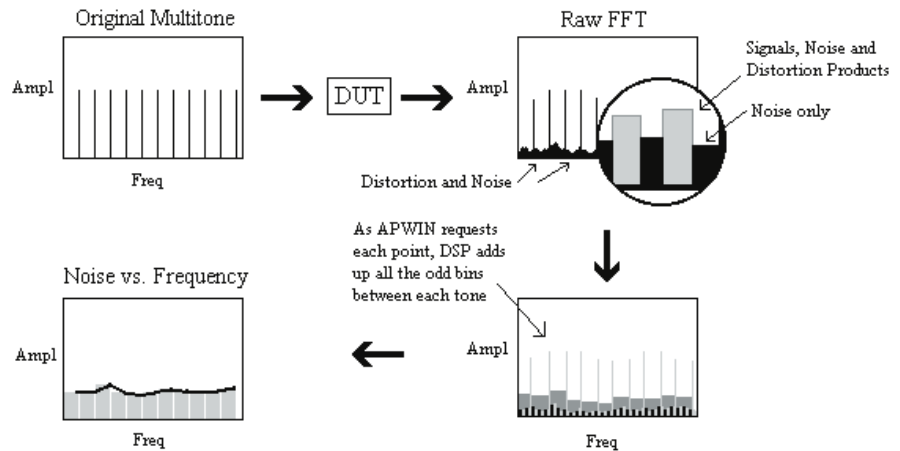 Original Multitone
Ampl
Freq
DUT
Raw FFT
Ampl
Signals, Noise and
Distortion Products
Noise only
Distortion and Noise
As APWIN requests
each point, DSP adds
up all the odd bins
between each tone
Ampl
Freq
Noise vs. Frequency
Ampl
Freq